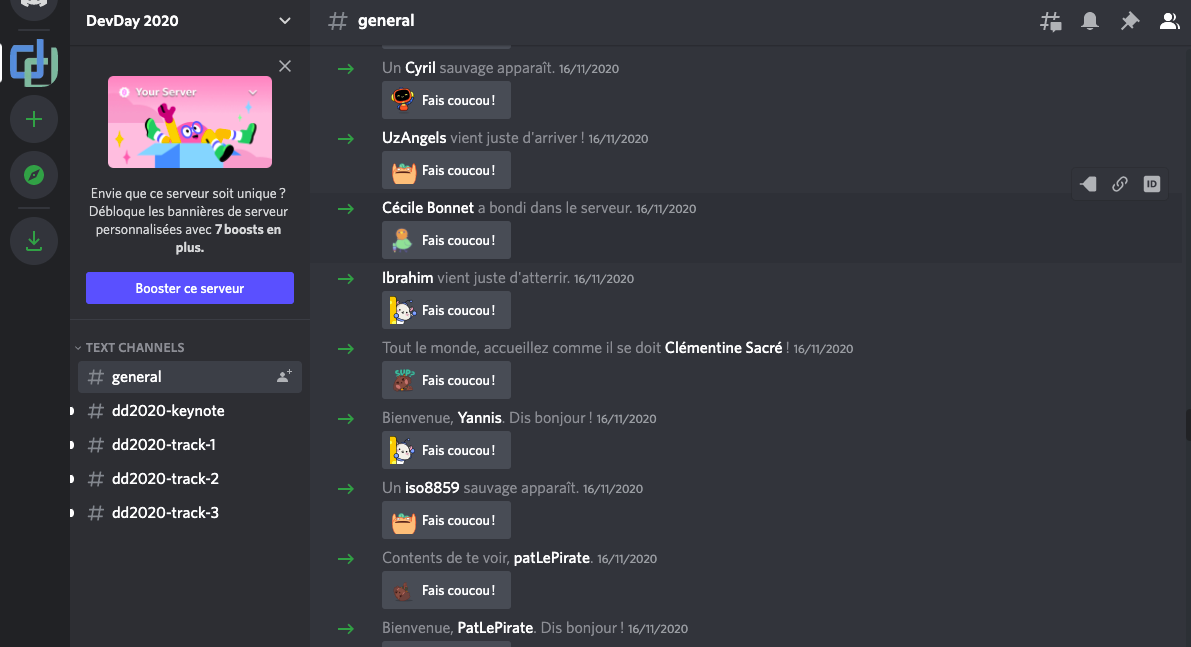 DevDay 2020
Your Server
Envie que ce serveur soit unique ?
Débloque les bannières de serveur
personnalisées avec 7 boosts en
plus.
Booster ce serveur
TEXT CHANNELS
general
dd2020-keynote
dd2020-track-1
dd2020-track-2
dd2020-track-3
# general
Un Cyril sauvage apparaît. 16/11/2020
Fais coucou !
UzAngels vient juste d'arriver ! 16/11/2020
Fais coucou !
Cécile Bonnet a bondi dans le serveur. 16/11/2020
ID
Fais coucou !
Ibrahim vient juste d'atterrir. 16/11/2020
Fais coucou !
Tout le monde, accueillez comme il se doit Clémentine Sacré ! 16/11/2020
SUP?
Fais coucou !
Bienvenue, Yannis. Dis bonjour ! 16/11/2020
Fais coucou !
Un iso8859 sauvage apparaît. 16/11/2020
Fais coucou !
Contents de te voir, patLePirate. 16/11/2020
Fais coucou !
Bienvenue, PatLePirate. Dis bonjour ! 16/11/2020